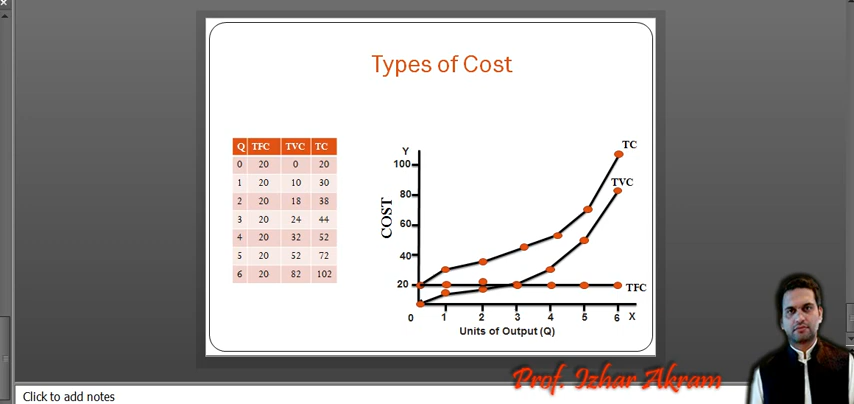 Types of Cost
Q TFC TVC TC
0 20 0 20
1 20 10 30
2 20 18 38
3 20 24 44
4 20 32 52
5 20 52 72
6 20 82 102
Y
100
80
60
40
20
0
COST
TC
TVC
TFC
1 2 3 4 5 6 X
Units of Output (Q)
Prof. Izhar Akram
Click to add notes